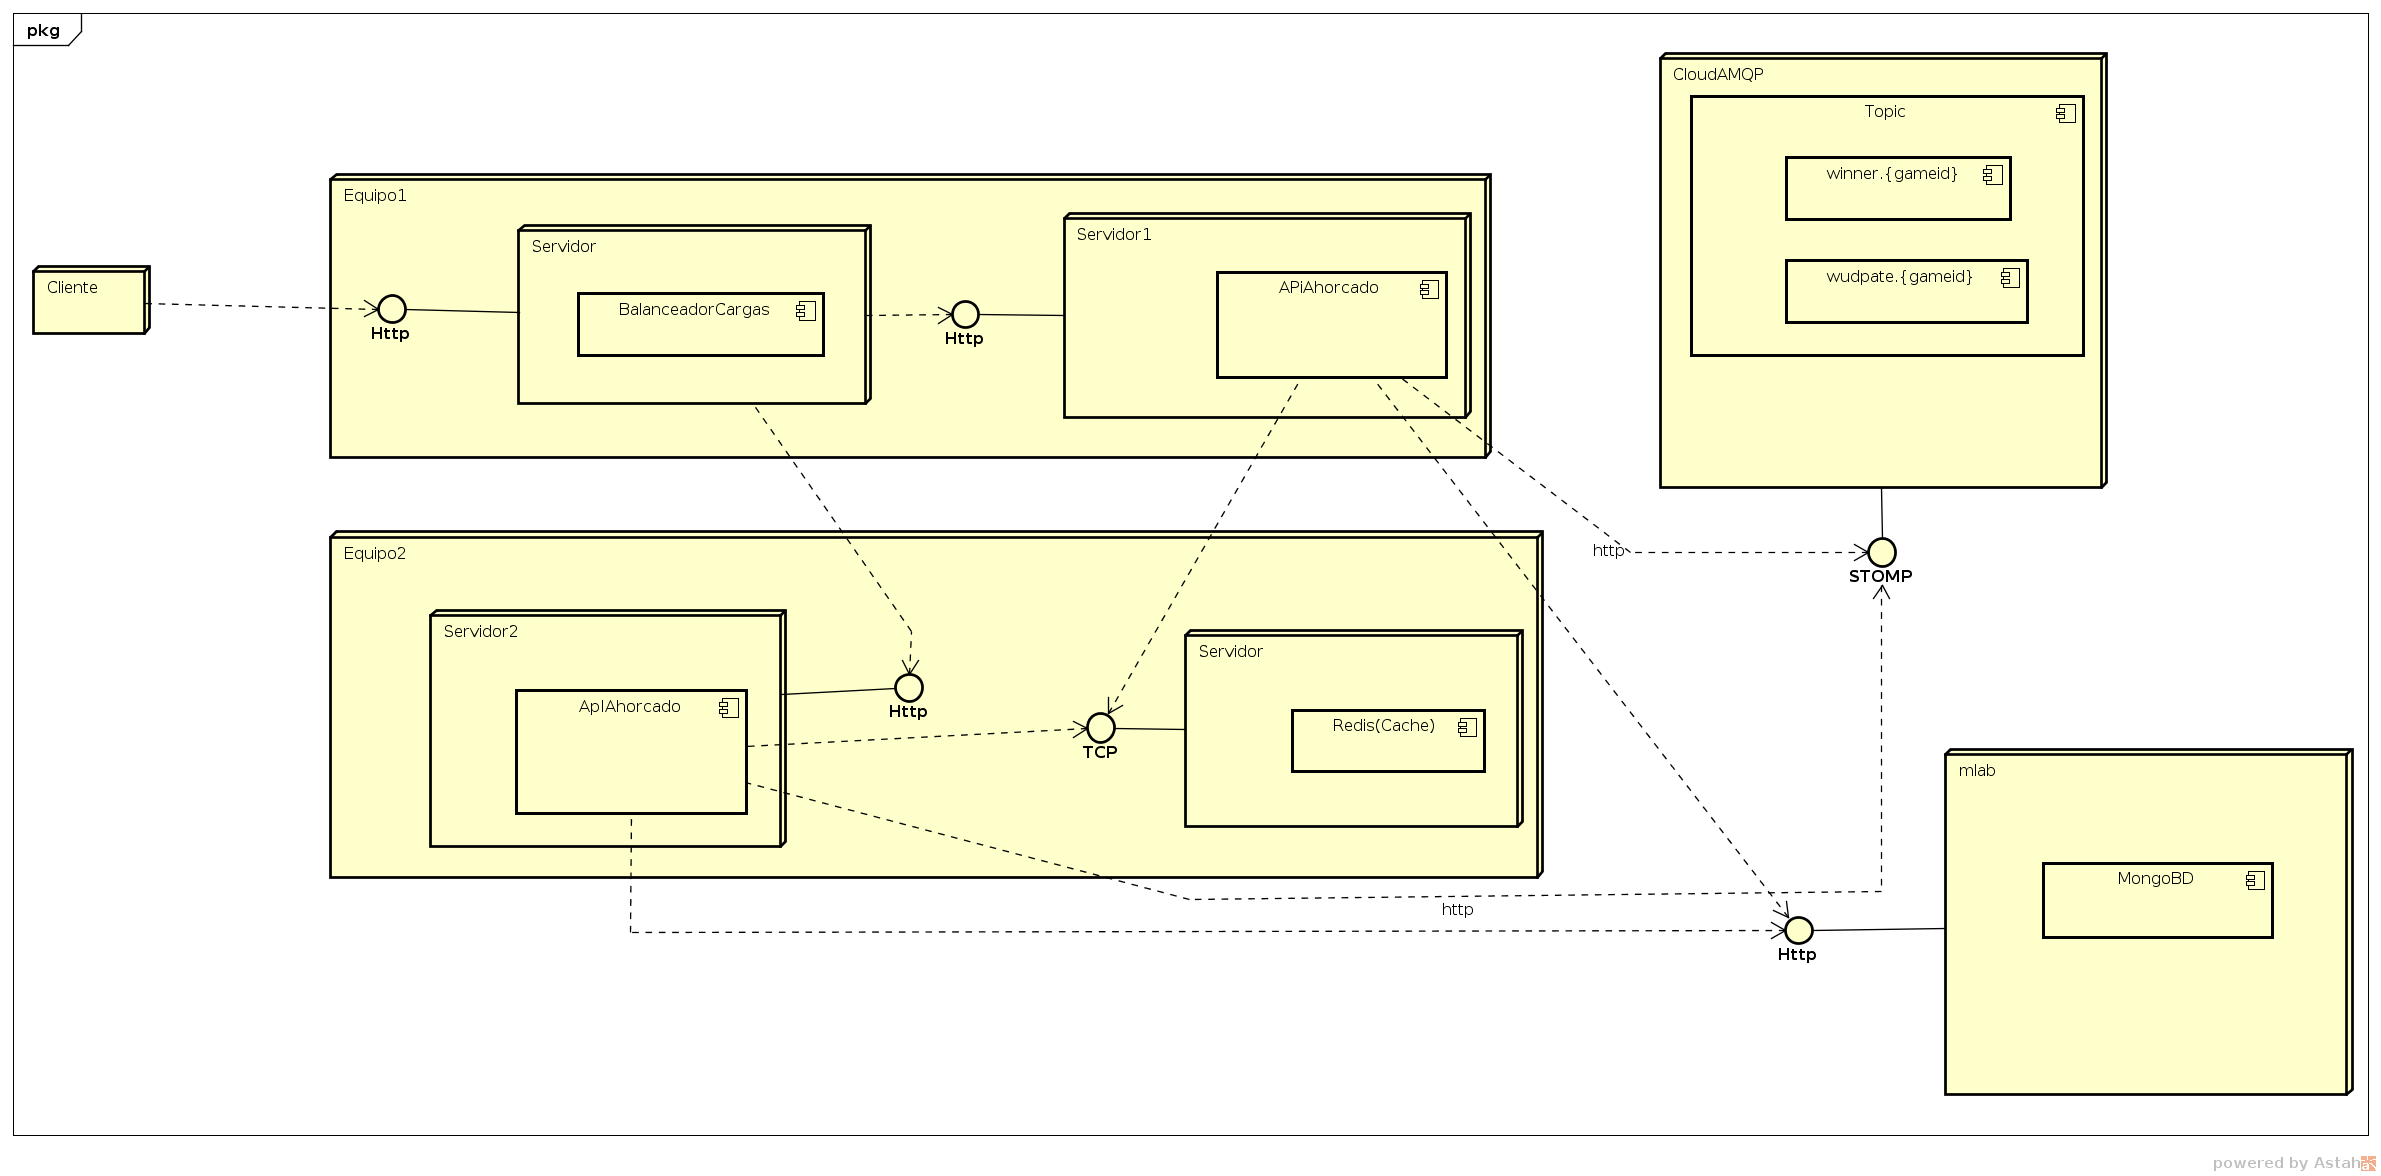 pkg
CloudAMQP
Topic
winner.{gameid}
wudpate.{gameid}
Equipo1
Servidor
BalanceadorCargas
Servidor1
APiAhorcado
Cliente
Http
Http
Equipo2
Servidor2
ApIAhorcado
Http
TCP
Servidor
Redis(Cache)
http
STOMP
mlab
MongoBD
http
Http
powered by Astah